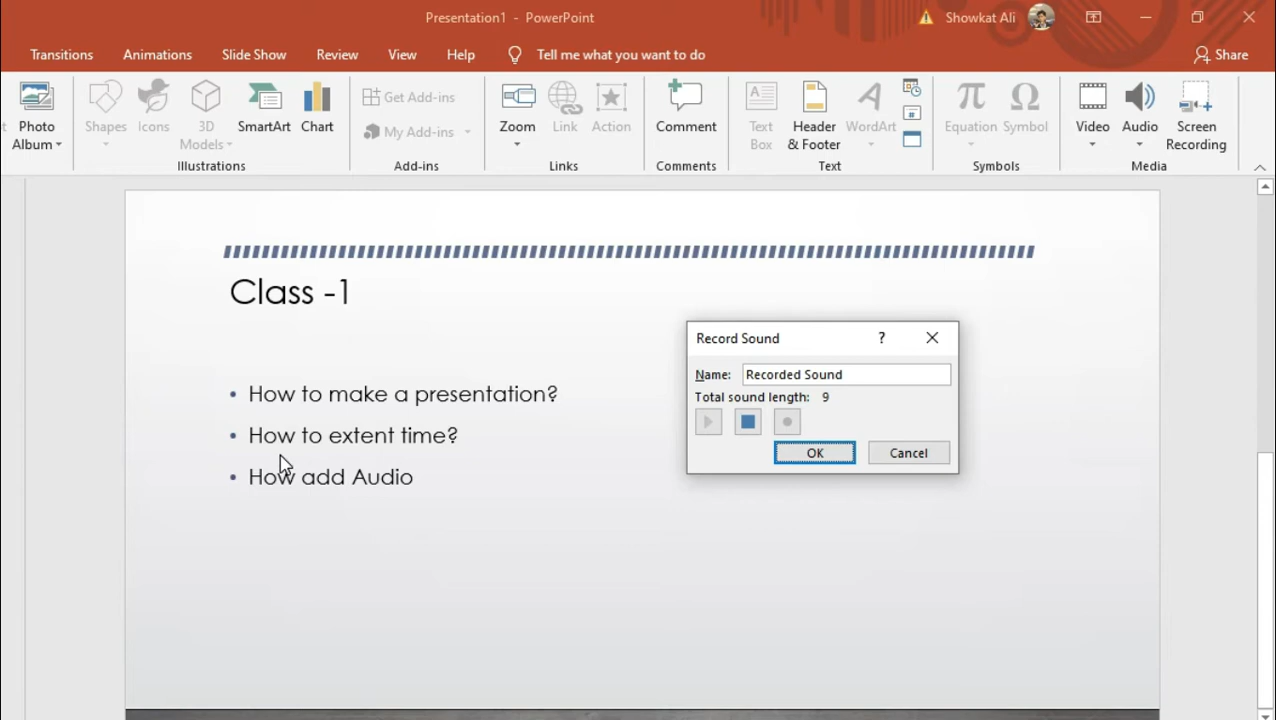 Presentation1 - PowerPoint
Showkat Ali
Transitions Animations Slide Show Review View Help Tell me what you want to do Share
Photo Album
Shapes
Icons
3D Models
SmartArt
Chart
Get Add-ins
My Add-ins
Zoom
Link
Action
Comment
Text Box
Header & Footer
WordArt
Equation
Symbol
Video
Audio
Screen Recording
Illustrations Add-ins Links Comments Text Symbols Media
Class -1
• How to make a presentation?
• How to extent time?
• How add Audio
Record Sound ?
Name: Recorded Sound
Total sound length: 9
OK Cancel